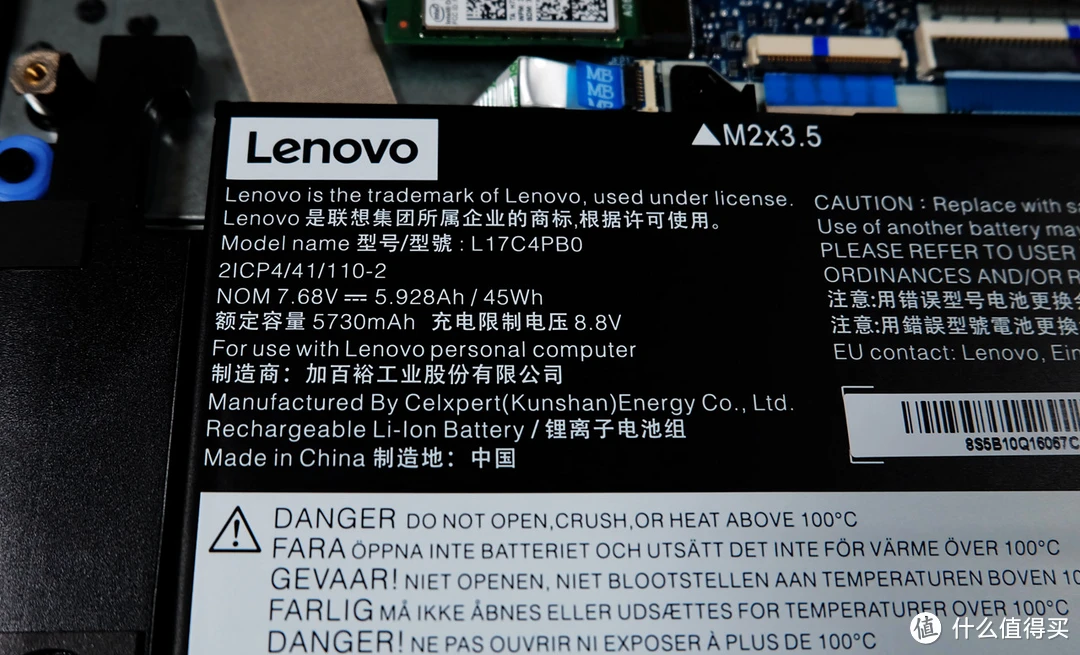 MB
MB
MB
Lenovo
▲M2x3.5
Lenovo is the trademark of Lenovo, used under license.
Lenovo 是联想集团所属企业的商标,根据许可使用。
Model name 型号/型號 : L17C4PB0
2ICP4/41/110-2
NOM 7.68V ⎓ 5.928Ah / 45Wh
额定容量 5730mAh 充电限制电压 8.8V
For use with Lenovo personal computer
制造商：加百裕工业股份有限公司
Manufactured By Celxpert(Kunshan)Energy Co., Ltd.
Rechargeable Li-Ion Battery / 锂离子电池组
Made in China 制造地：中国
CAUTION : Replace with
Use of another battery may
PLEASE REFER TO USER
ORDINANCES AND/OR
注意:用错误型号电池更换
注意:用錯誤型號電池更換
EU contact: Lenovo,
8S5B10Q16067C
DANGER DO NOT OPEN,CRUSH,OR HEAT ABOVE 100°C
FARA ÖPPNA INTE BATTERIET OCH UTSÄTT DET INTE FÖR VÄRME ÖVER 100°C
GEVAAR! NIET OPENEN, NIET BLOOTSTELLEN AAN TEMPERATUREN BOVEN
FARLIG MÅ IKKE ÅBNES ELLER UDSÆTTES FOR TEMPERATURER OVER 100°C
DANGER! NE PAS OUVRIR NI EXPOSER À PLUS DE 100°C
值 什么值得买